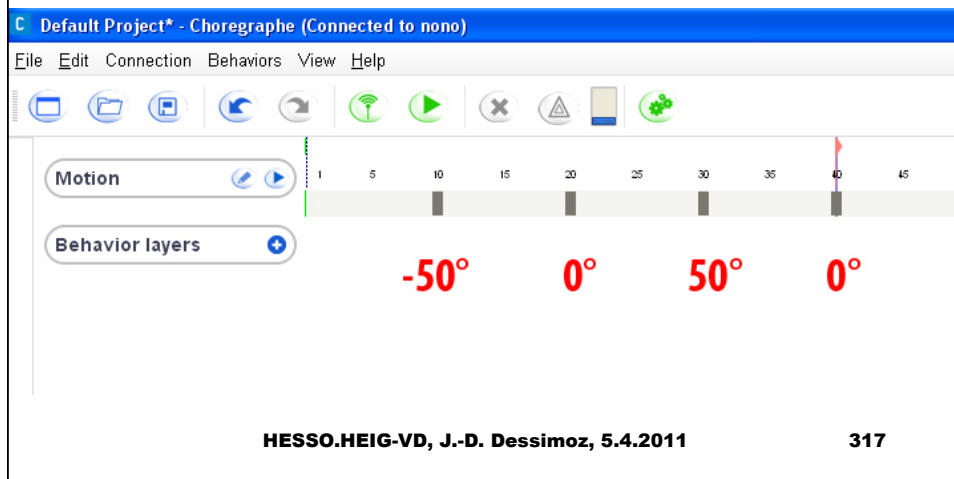 C Default Project* - Choregraphe (Connected to nono)
File Edit Connection Behaviors View Help
Motion 1 5 10 15 20 25 30 35 40 45
Behavior layers
-50° 0° 50° 0°
HESSO.HEIG-VD, J.-D. Dessimoz, 5.4.2011 317